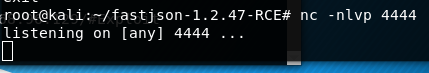 root@kali:~/fastjson-1.2.47-RCE# nc -nlvp 4444
listening on [any] 4444 ...